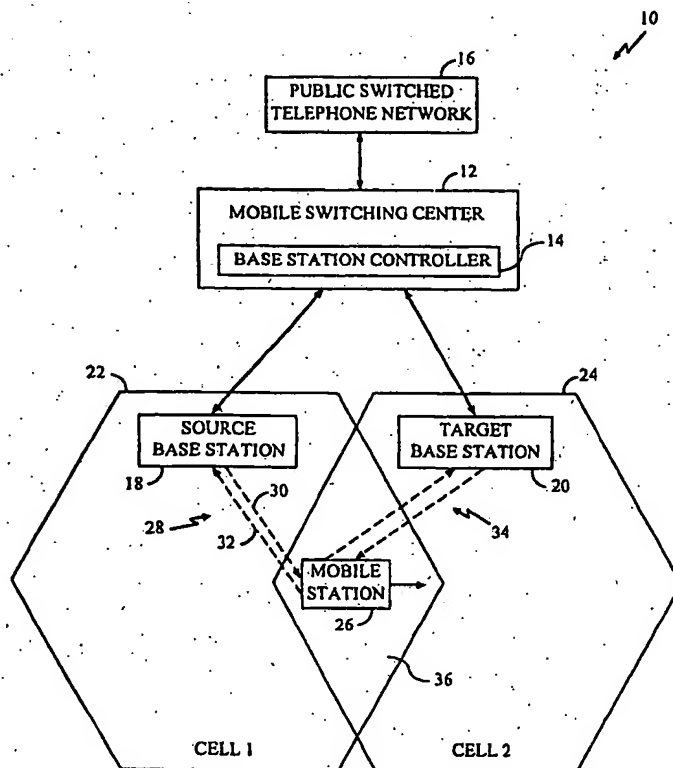 10
16
PUBLIC SWITCHED
TELEPHONE NETWORK
12
MOBILE SWITCHING CENTER
14
BASE STATION CONTROLLER
22
24
SOURCE
BASE STATION
TARGET
BASE STATION
18
30
20
28
32
34
MOBILE
STATION
26
36
CELL 1
CELL 2